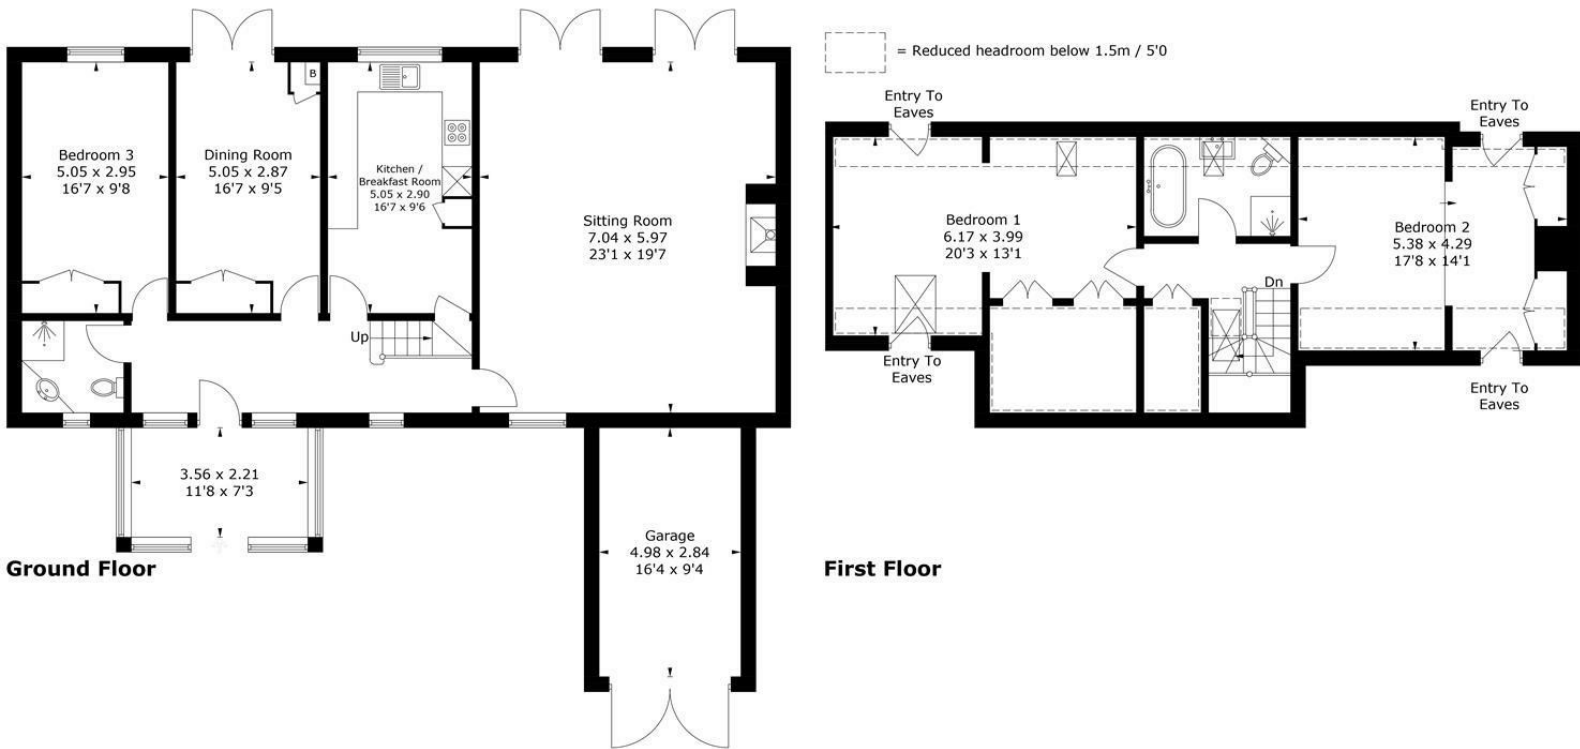 = Reduced headroom below 1.5m / 5'0
B
Bedroom 3
5.05 x 2.95
16'7 x 9'8
Dining Room
5.05 x 2.87
16'7 x 9'5
Kitchen /
Breakfast Room
5.05 x 2.90
16'7 x 9'6
Sitting Room
7.04 x 5.97
23'1 x 19'7
Up
3.56 x 2.21
11'8 x 7'3
Garage
4.98 x 2.84
16'4 x 9'4
Ground Floor
Entry To
Eaves
Entry To
Eaves
Bedroom 1
6.17 x 3.99
20'3 x 13'1
Bedroom 2
5.38 x 4.29
17'8 x 14'1
Dn
Entry To
Eaves
Entry To
Eaves
First Floor